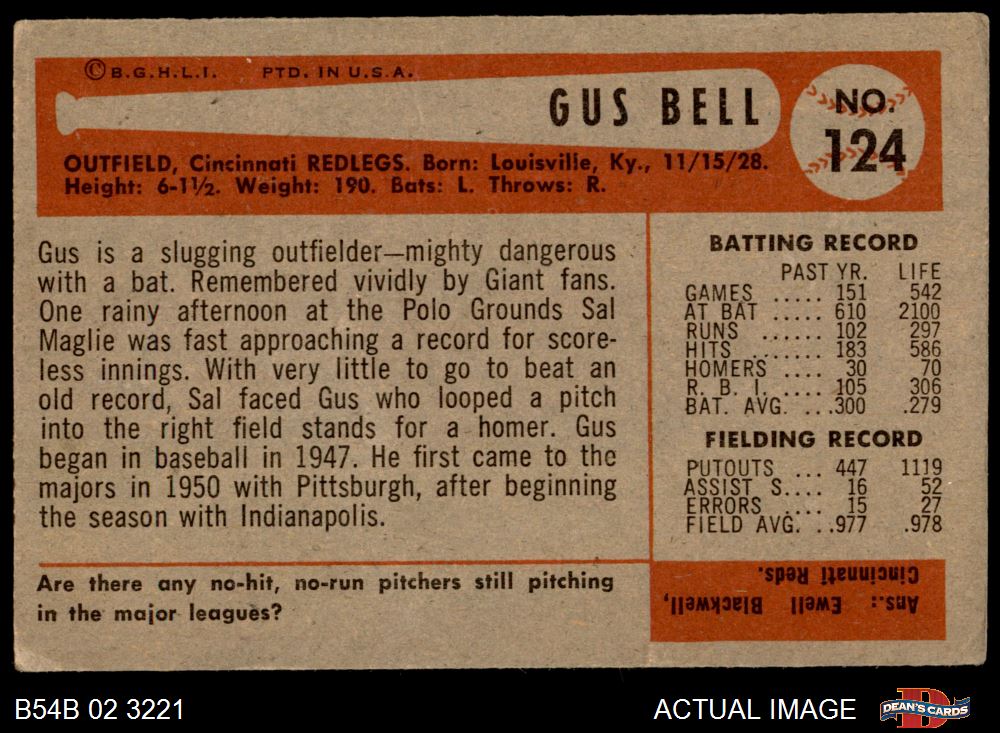 ©B.G.H.L.I. PTD. IN U.S.A.
GUS BELL
NO.
124
OUTFIELD, Cincinnati REDLEGS. Born: Louisville, Ky., 11/15/28.
Height: 6-1½. Weight: 190. Bats: L. Throws: R.
Gus is a slugging outfielder—mighty dangerous
with a bat. Remembered vividly by Giant fans.
One rainy afternoon at the Polo Grounds Sal
Maglie was fast approaching a record for score-
less innings. With very little to go to beat an
old record, Sal faced Gus who looped a pitch
into the right field stands for a homer. Gus
began in baseball in 1947. He first came to the
majors in 1950 with Pittsburgh, after beginning
the season with Indianapolis.
Are there any no-hit, no-run pitchers still pitching
in the major leagues?
BATTING RECORD
PAST YR. LIFE
GAMES ..... 151 542
AT BAT ..... 610 2100
RUNS ...... 102 297
HITS ....... 183 586
HOMERS .... 30 70
R. B. I. .... 105 306
BAT. AVG. ...300 .279
FIELDING RECORD
PUTOUTS ... 447 1119
ASSIST S.... 16 52
ERRORS .... 15 27
FIELD AVG. ..977 .978
Ans.: Ewell Blackwell,
Cincinnati Reds.
B54B 02 3221
ACTUAL IMAGE
D
DEAN'S CARDS